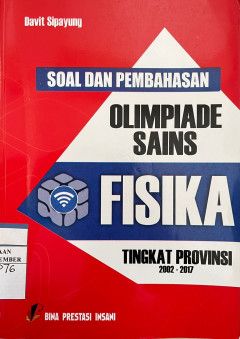 Davit Sipayung
SOAL DAN PEMBAHASAN
OLIMPIADE
SAINS
FISIKA
TINGKAT PROVINSI
2002 - 2017
BINA PRESTASI INSANI